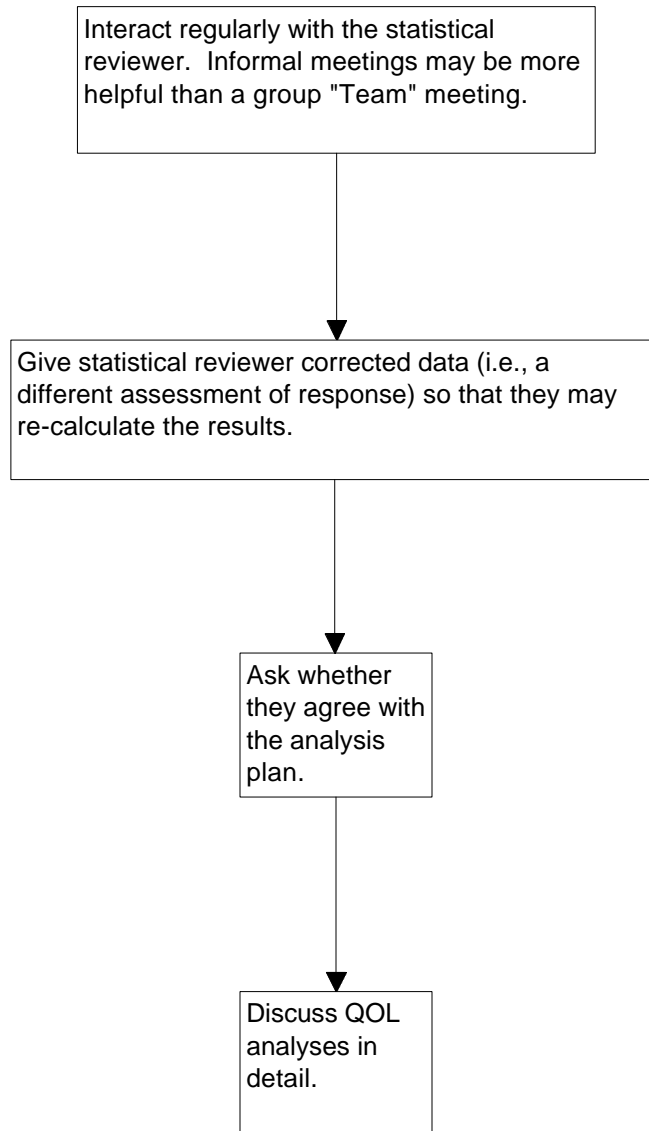 Interact regularly with the statistical
reviewer.  Informal meetings may be more
helpful than a group "Team" meeting.
Give statistical reviewer corrected data (i.e., a
different assessment of response) so that they may
re-calculate the results.
Ask whether
they agree with
the analysis
plan.
Discuss QOL
analyses in
detail.